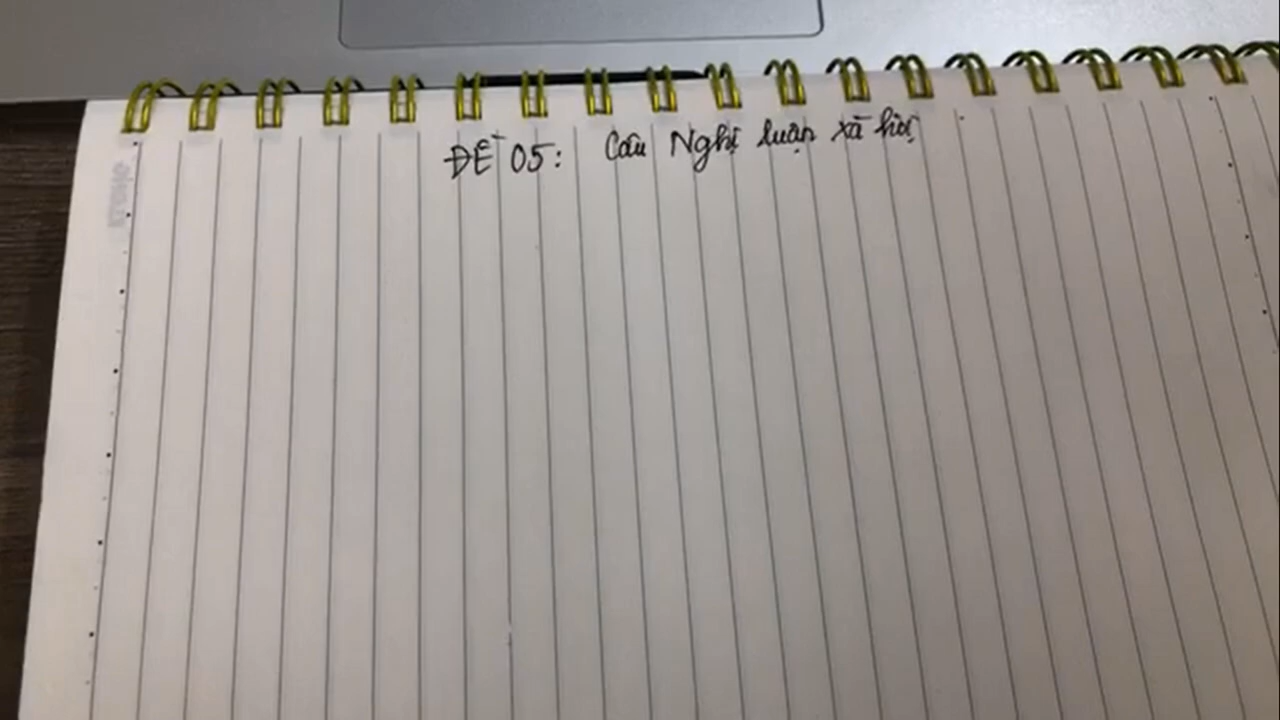 ĐỀ 05: Câu Nghị luận xã hội